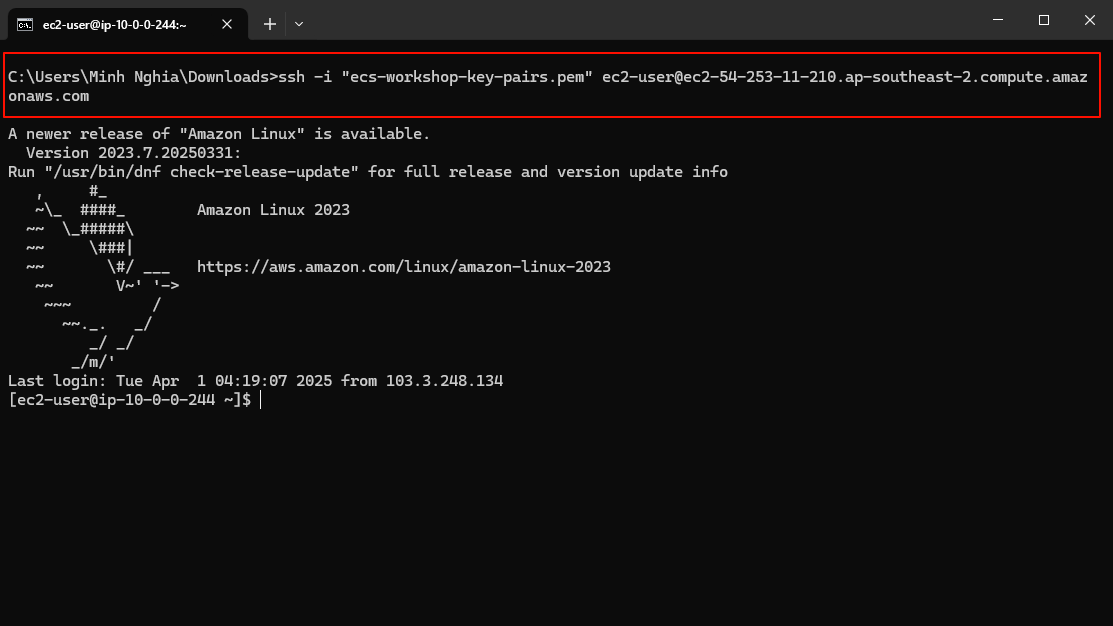 ec2-user@ip-10-0-0-244:~
C:\Users\Minh Nghia\Downloads>ssh -i "ecs-workshop-key-pairs.pem" ec2-user@ec2-54-253-11-210.ap-southeast-2.compute.amaz
onaws.com
A newer release of "Amazon Linux" is available.
  Version 2023.7.20250331:
Run "/usr/bin/dnf check-release-update" for full release and version update info
   ,     #_
   ~\_  ####_        Amazon Linux 2023
  ~~  \_#####\
  ~~     \###|
  ~~       \#/ ___   https://aws.amazon.com/linux/amazon-linux-2023
   ~~       V~' '->
    ~~~         /
      ~~._.   _/
         _/ _/
       _/m/'
Last login: Tue Apr  1 04:19:07 2025 from 103.3.248.134
[ec2-user@ip-10-0-0-244 ~]$